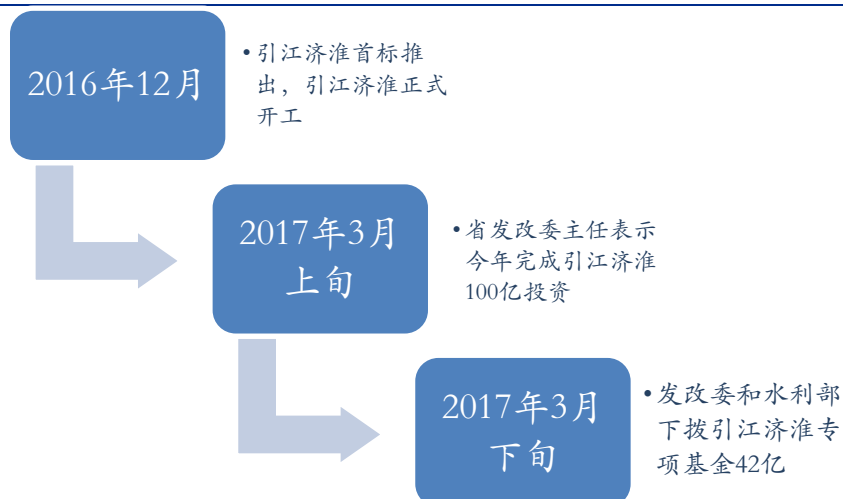 2016年12月
•引江济淮首标推
出，引江济淮正式
开工
2017年3月
上旬
•省发改委主任表示
今年完成引江济淮
100亿投资
2017年3月
下旬
•发改委和水利部
下拨引江济淮专
项基金42亿